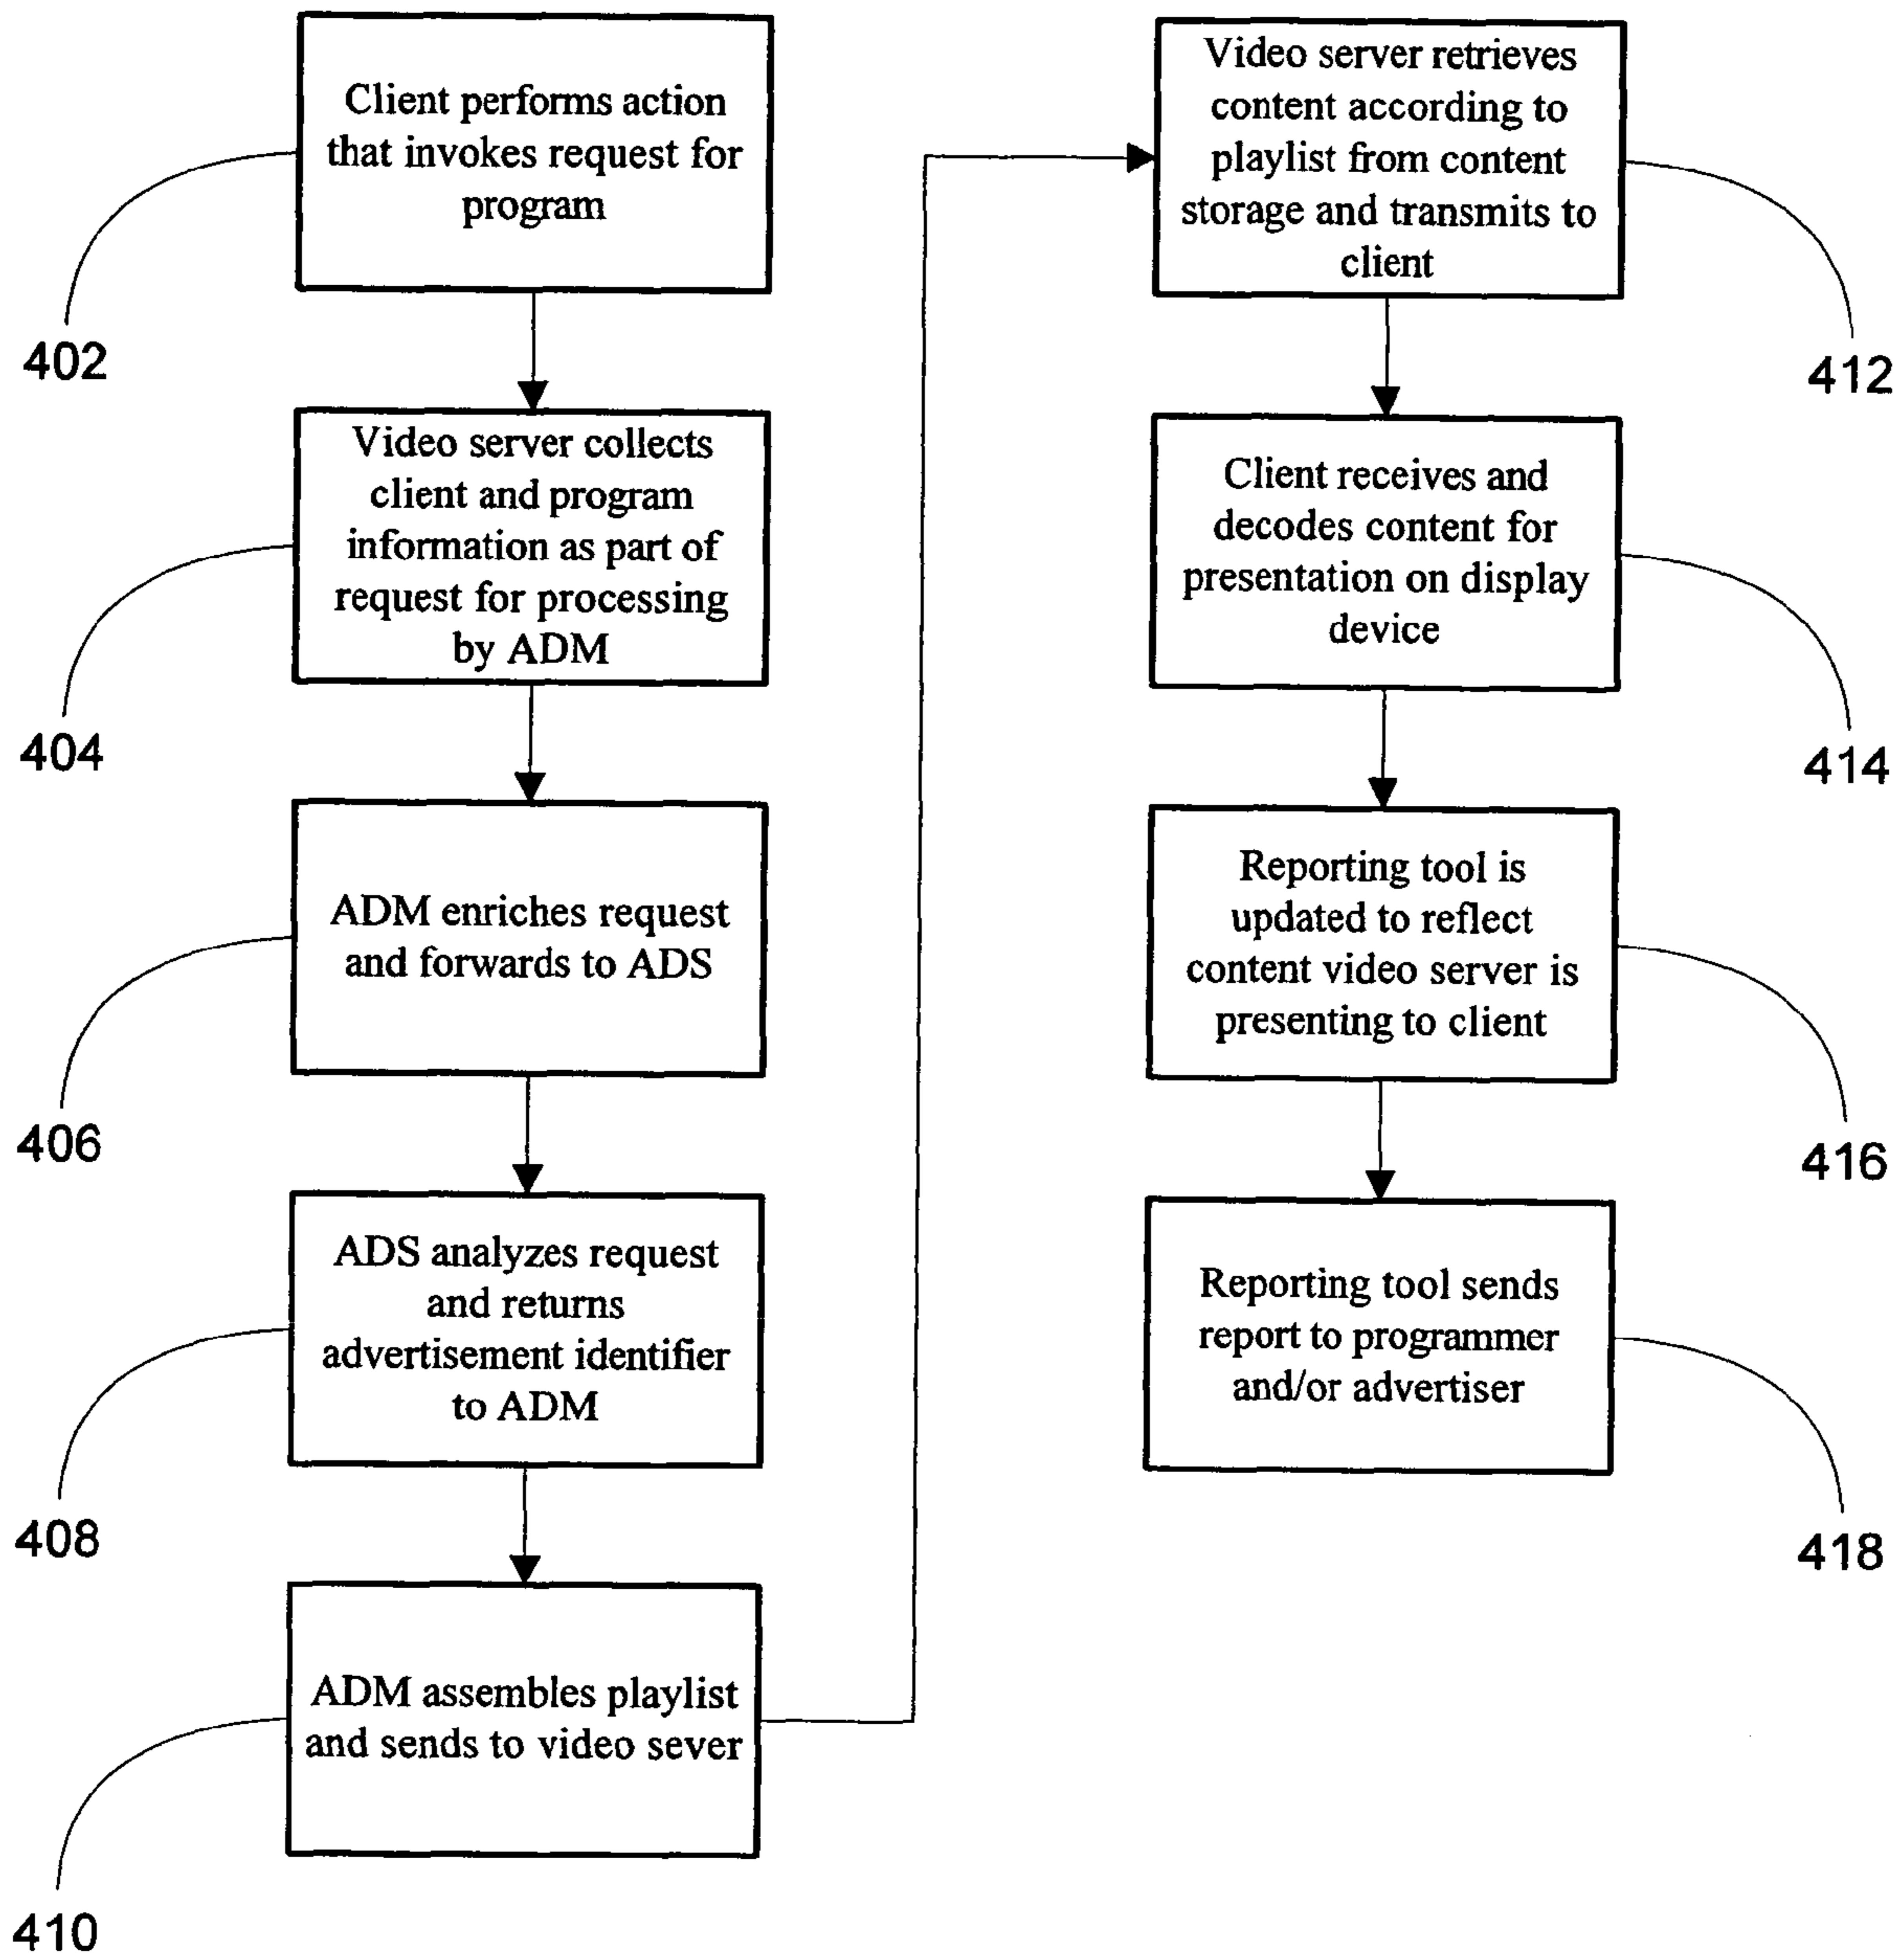 Client performs action
that invokes request for
program
402
Video server collects
client and program
information as part of
request for processing
by ADM
404
ADM enriches request
and forwards to ADS
406
ADS analyzes request
and returns
advertisement identifier
to ADM
408
ADM assembles playlist
and sends to video sever
410
Video server retrieves
content according to
playlist from content
storage and transmits to
client
412
Client receives and
decodes content for
presentation on display
device
414
Reporting tool is
updated to reflect
content video server is
presenting to client
416
Reporting tool sends
report to programmer
and/or advertiser
418